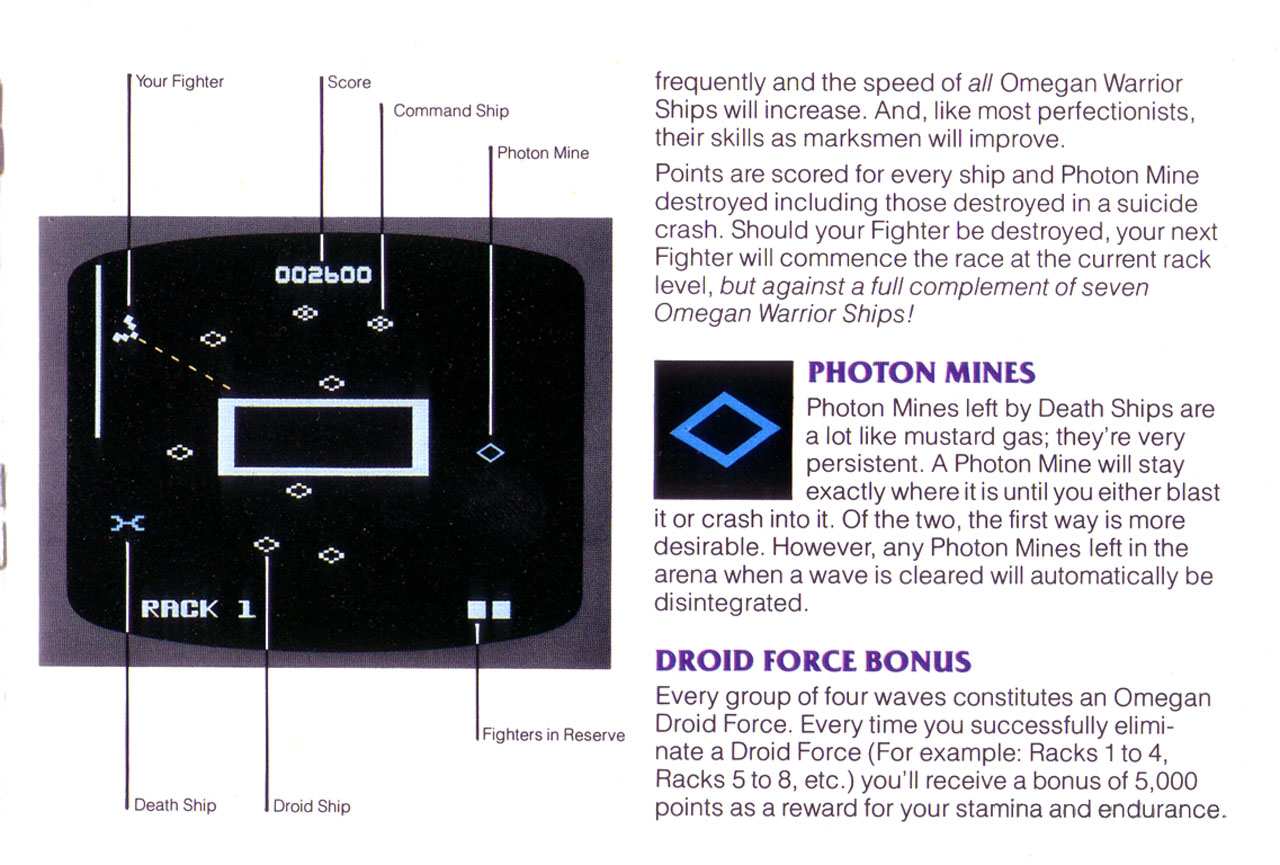 Your Fighter
Score
Command Ship
Photon Mine
002600
RACK 1
Fighters in Reserve
Death Ship
Droid Ship
frequently and the speed of all Omegan Warrior
Ships will increase. And, like most perfectionists,
their skills as marksmen will improve.
Points are scored for every ship and Photon Mine
destroyed including those destroyed in a suicide
crash. Should your Fighter be destroyed, your next
Fighter will commence the race at the current rack
level, but against a full complement of seven
Omegan Warrior Ships!
PHOTON MINES
Photon Mines left by Death Ships are
a lot like mustard gas; they're very
persistent. A Photon Mine will stay
exactly where it is until you either blast
it or crash into it. Of the two, the first way is more
desirable. However, any Photon Mines left in the
arena when a wave is cleared will automatically be
disintegrated.
DROID FORCE BONUS
Every group of four waves constitutes an Omegan
Droid Force. Every time you successfully elimi-
nate a Droid Force (For example: Racks 1 to 4,
Racks 5 to 8, etc.) you'll receive a bonus of 5,000
points as a reward for your stamina and endurance.